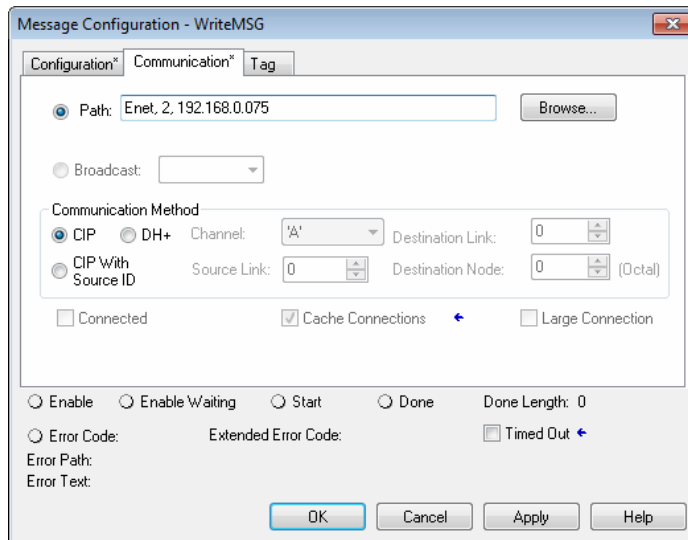 Message Configuration - WriteMSG
Configuration* Communication* Tag
Path: Enet, 2, 192.168.0.075 Browse...
Broadcast:
Communication Method
CIP DH+ Channel: 'A' Destination Link: 0
CIP With Source ID Source Link: 0 Destination Node: 0 (Octal)
Connected Cache Connections Large Connection
Enable Enable Waiting Start Done Done Length: 0
Error Code: Extended Error Code: Timed Out
Error Path:
Error Text:
OK Cancel Apply Help